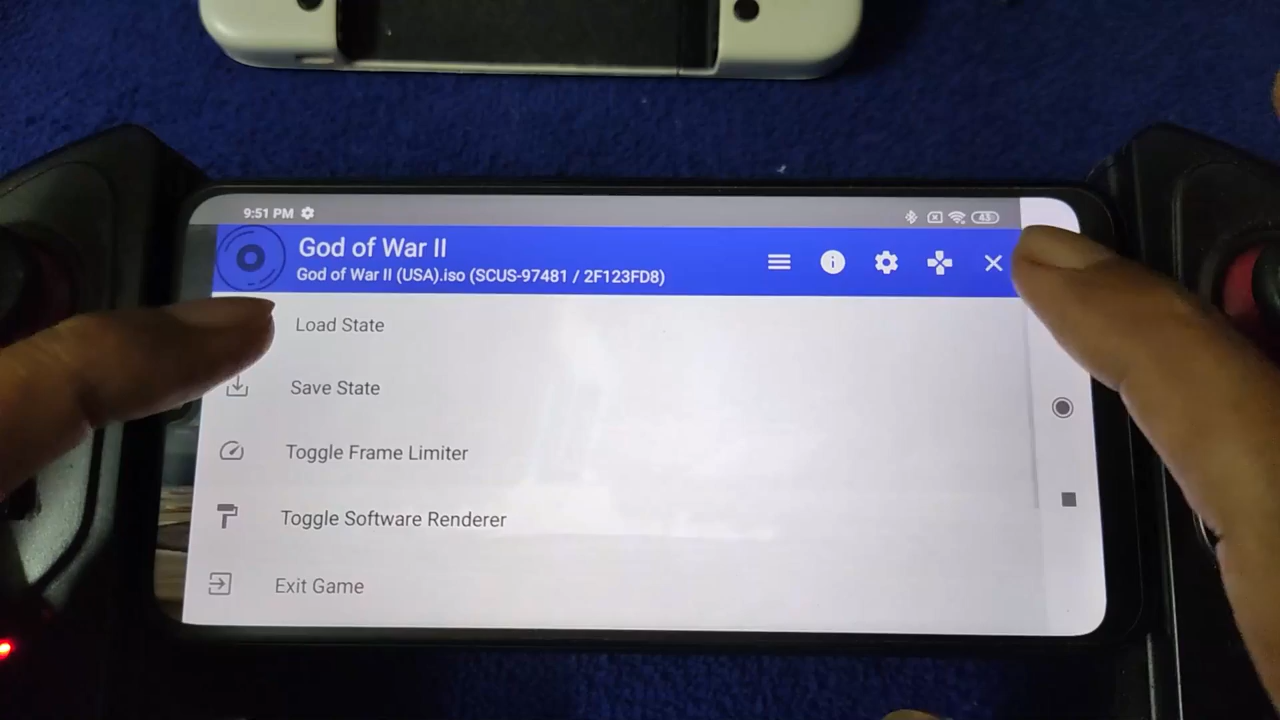 9:51 PM
43
God of War II
God of War II (USA).iso (SCUS-97481 / 2F123FD8)
Load State
Save State
Toggle Frame Limiter
Toggle Software Renderer
Exit Game